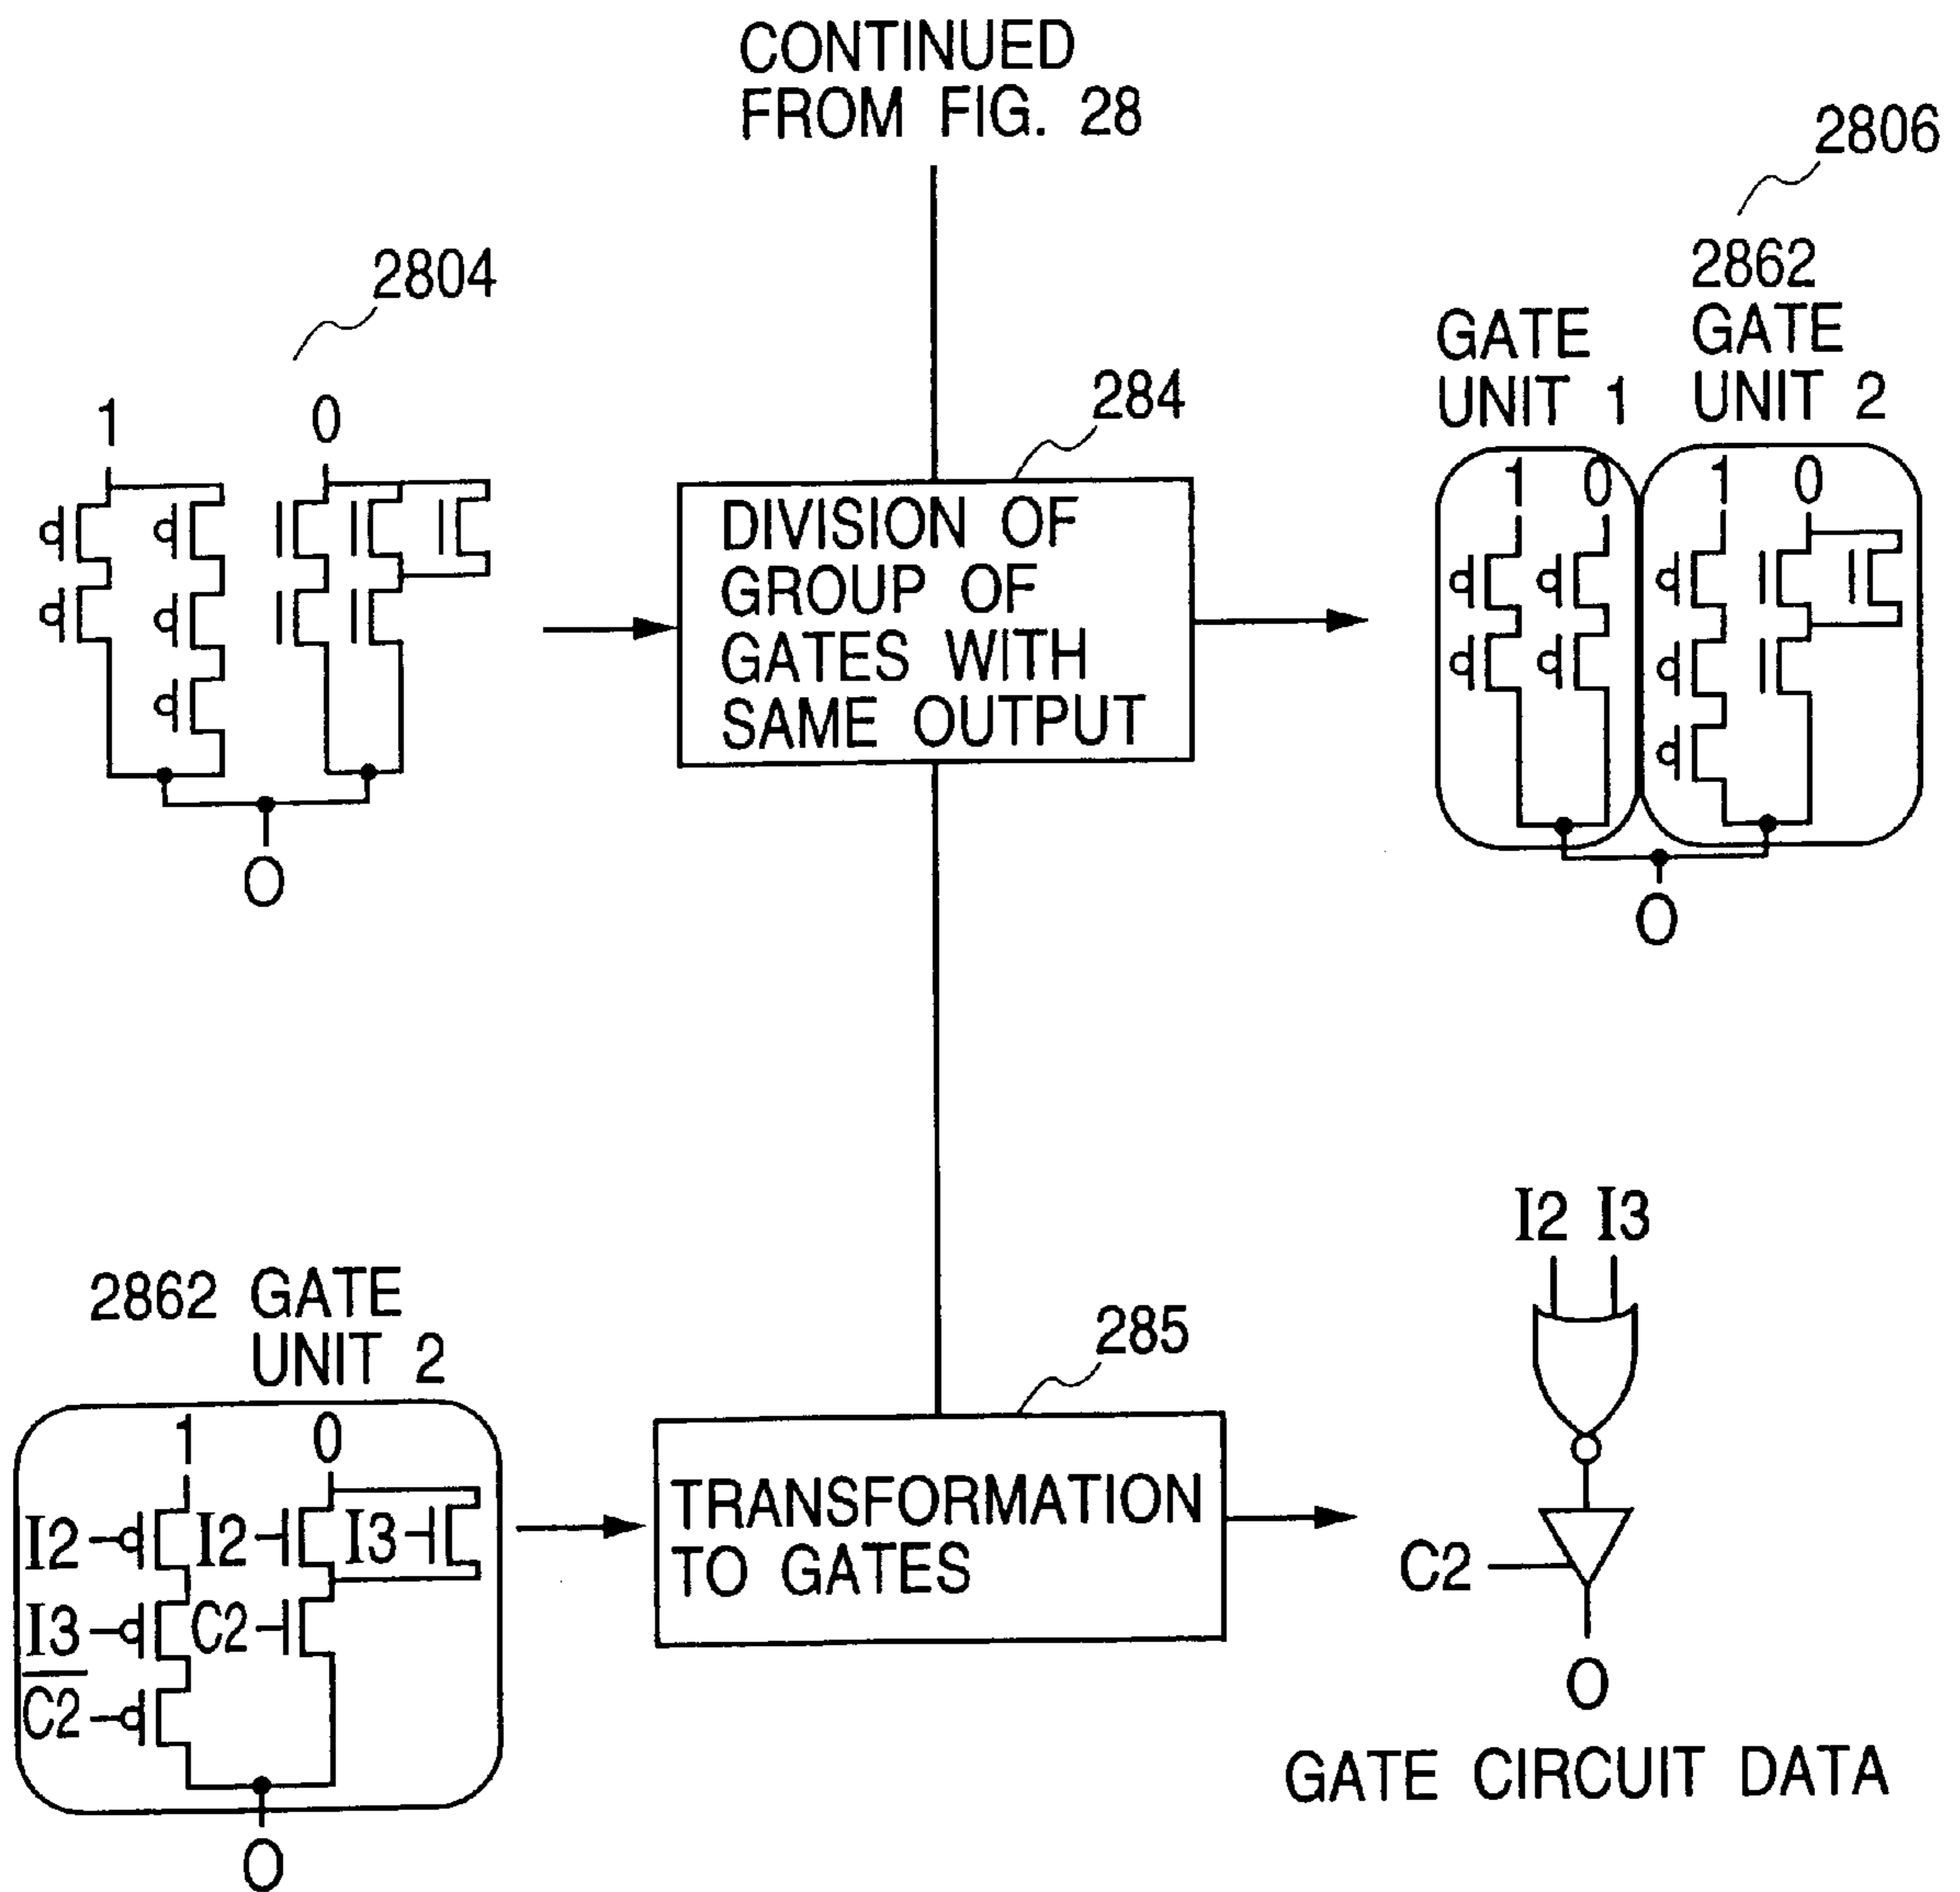 CONTINUED
FROM FIG. 28
2806
2804
2862
GATE
UNIT 1
GATE
UNIT 2
284
1
0
DIVISION OF
GROUP OF
GATES WITH
SAME OUTPUT
1
0
1
0
O
O
2862 GATE
UNIT 2
285
I2 I3
1
0
I2
I2
I3
I3
C2
C̅2̅
TRANSFORMATION
TO GATES
C2
O
O
GATE CIRCUIT DATA